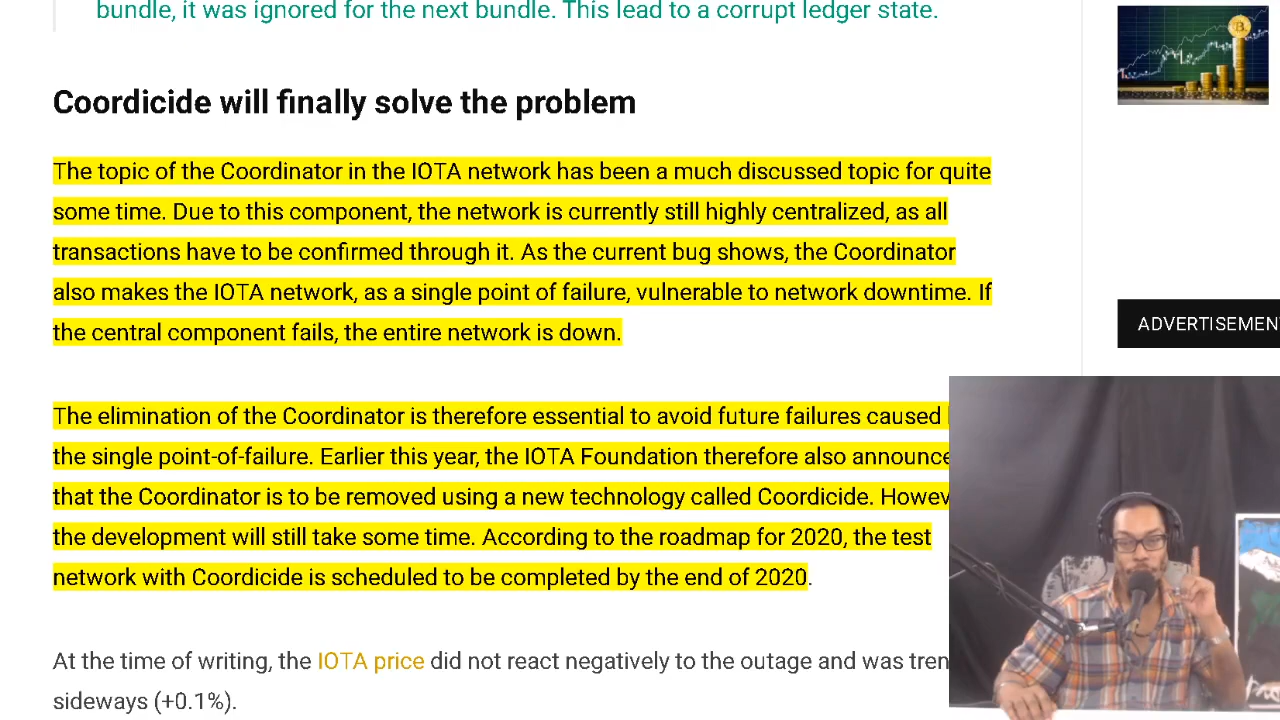 bundle, it was ignored for the next bundle. This lead to a corrupt ledger state.
Coordicide will finally solve the problem
The topic of the Coordinator in the IOTA network has been a much discussed topic for quite
some time. Due to this component, the network is currently still highly centralized, as all
transactions have to be confirmed through it. As the current bug shows, the Coordinator
also makes the IOTA network, as a single point of failure, vulnerable to network downtime. If
the central component fails, the entire network is down.
The elimination of the Coordinator is therefore essential to avoid future failures caused
the single point-of-failure. Earlier this year, the IOTA Foundation therefore also announce
that the Coordinator is to be removed using a new technology called Coordicide. Howev
the development will still take some time. According to the roadmap for 2020, the test
network with Coordicide is scheduled to be completed by the end of 2020.
At the time of writing, the IOTA price did not react negatively to the outage and was tren
sideways (+0.1%).
ADVERTISEMEN